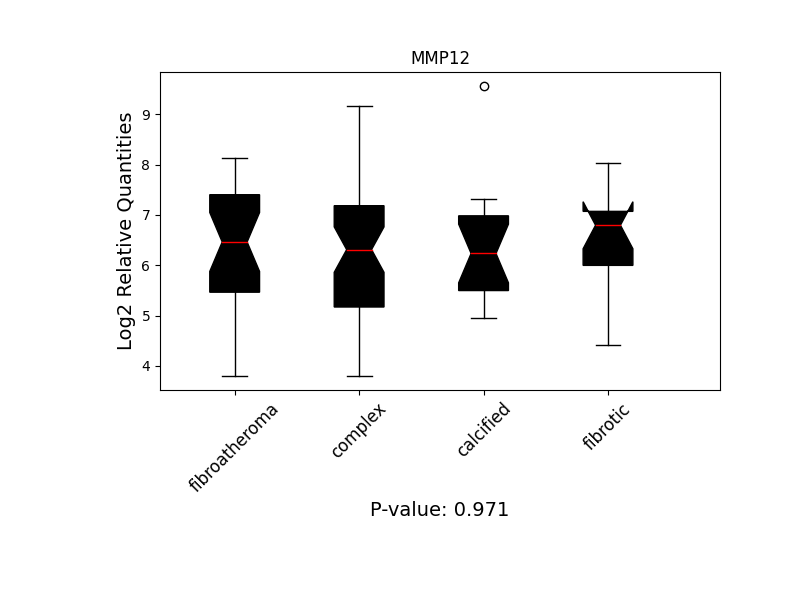 MMP12
Log2 Relative Quantities
9
8
7
6
5
4
fibroatheroma
complex
calcified
fibrotic
P-value: 0.971